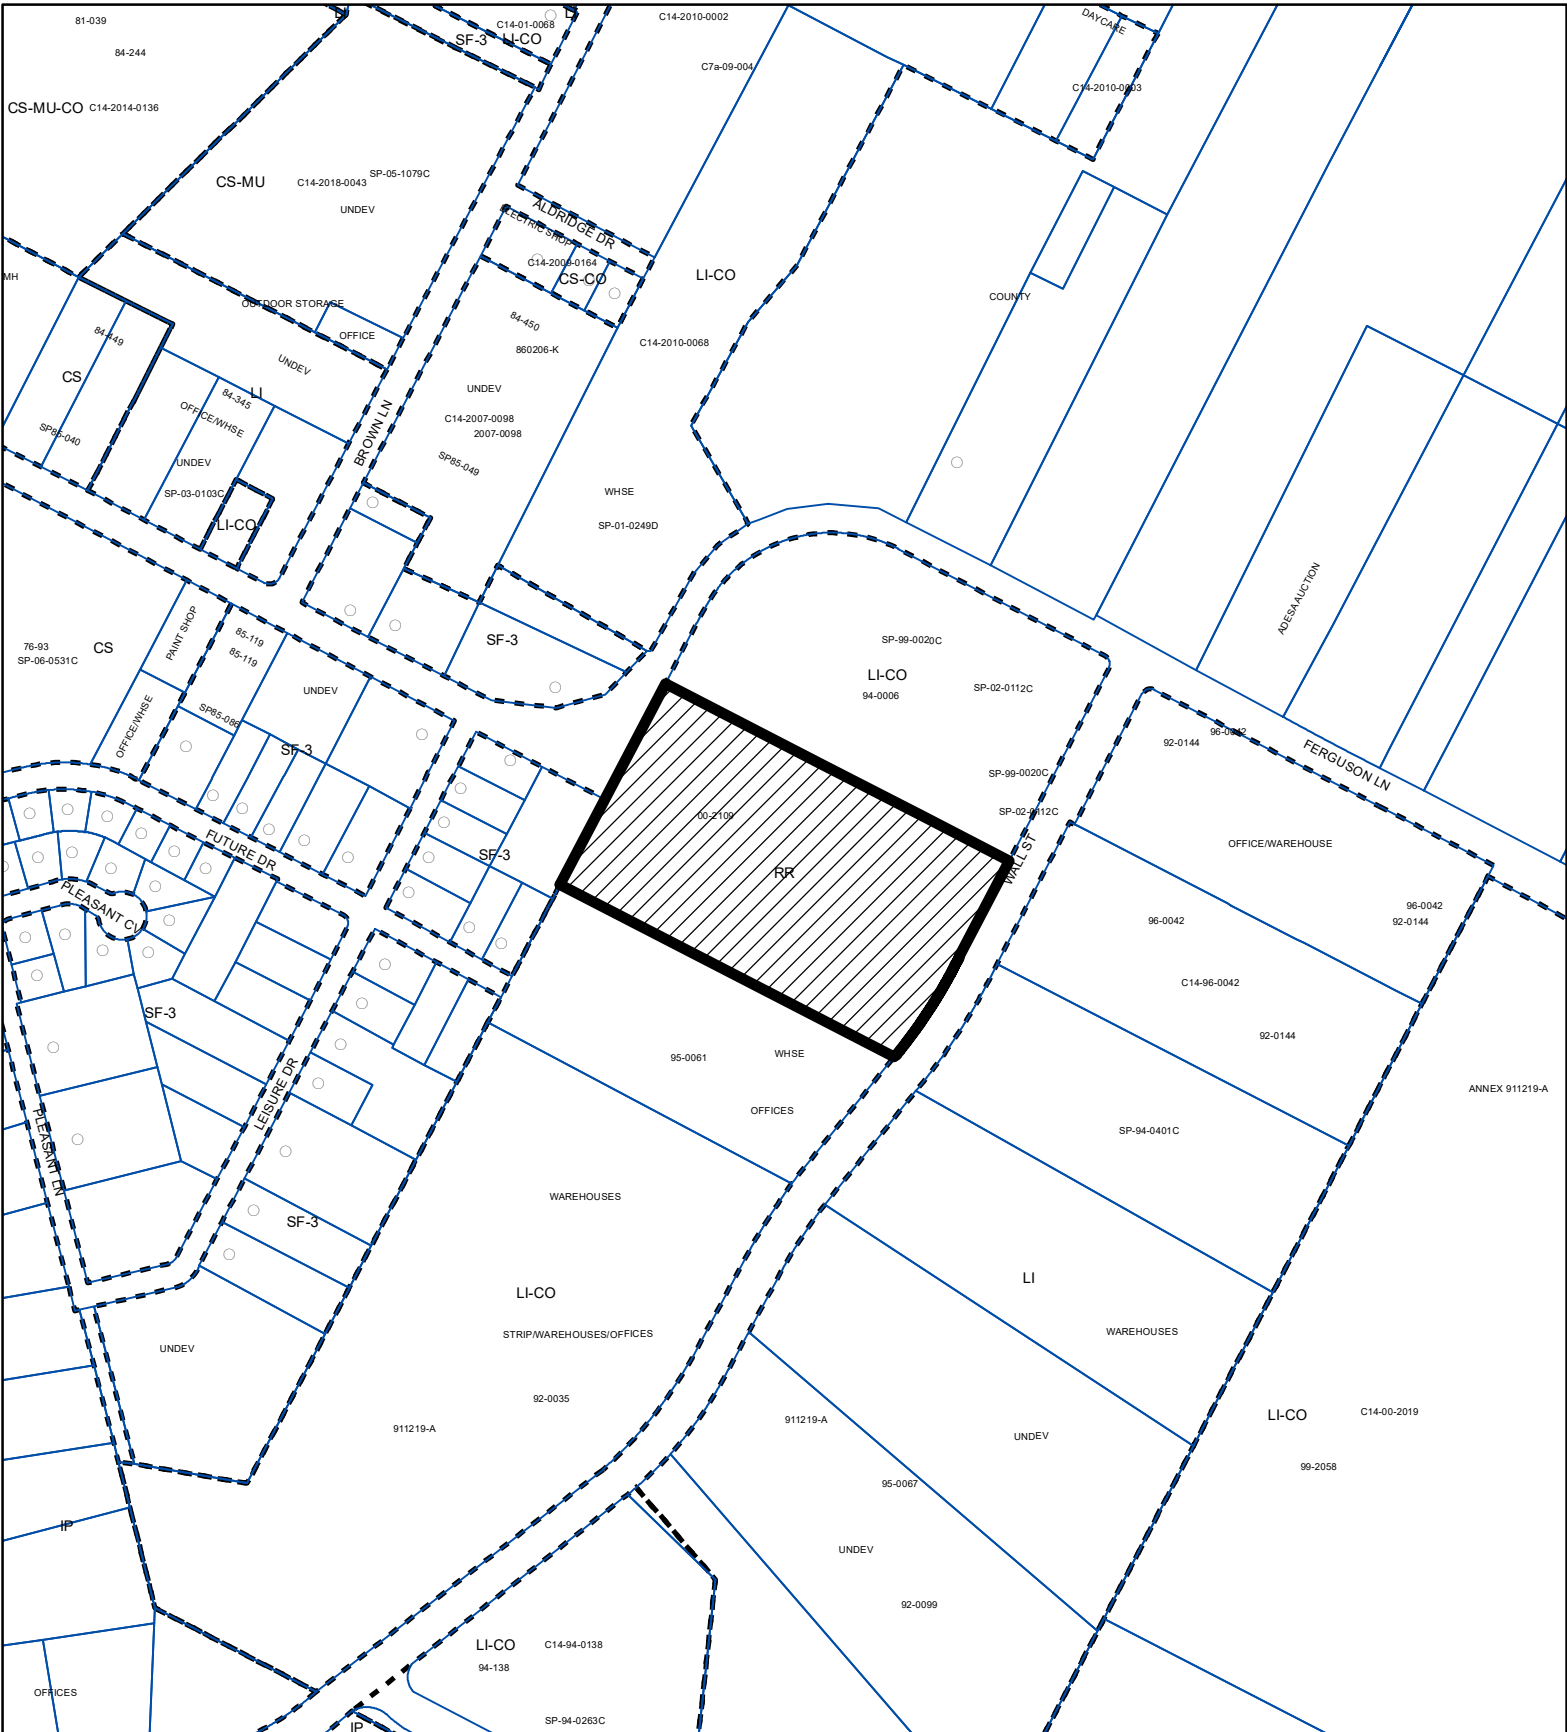 81-039
C14-01-0068
C14-2010-0002
DAYCARE
SF-3
LI-CO
84-244
C7a-09-004
C14-2010-0003
CS-MU-CO
C14-2014-0136
CS-MU
C14-2018-0043
SP-05-1079C
UNDEV
ALDRIDGE DR
ELECTRIC SHOP
C14-2009-0164
CS-CO
LI-CO
MH
COUNTY
OUTDOOR STORAGE
OFFICE
84-450
860206-K
C14-2010-0068
84-449
UNDEV
CS
LI
84-345
OFFICE/WHSE
UNDEV
C14-2007-0098
2007-0098
BROWN LN
SP85-040
SP85-049
UNDEV
SP-03-0103C
WHSE
LI-CO
SP-01-0249D
ADESA AUCTION
PAINT SHOP
85-119
85-119
SF-3
SP-99-0020C
76-93
SP-06-0531C
CS
LI-CO
94-0006
SP-02-0112C
UNDEV
OFFICE/WHSE
SP85-086
SF-3
96-0042
92-0144
FERGUSON LN
SP-99-0020C
SP-02-0112C
00-2109
WALL ST
OFFICE/WAREHOUSE
FUTURE DR
SF-3
RR
PLEASANT CV
96-0042
96-0042
92-0144
C14-96-0042
SF-3
92-0144
95-0061
WHSE
ANNEX 911219-A
LEISURE DR
OFFICES
PLEASANT LN
SP-94-0401C
WAREHOUSES
SF-3
LI
LI-CO
STRIP/WAREHOUSES/OFFICES
WAREHOUSES
UNDEV
92-0035
911219-A
911219-A
UNDEV
LI-CO
C14-00-2019
99-2058
95-0067
IP
UNDEV
92-0099
LI-CO
C14-94-0138
94-138
OFFICES
SP-94-0263C
IP